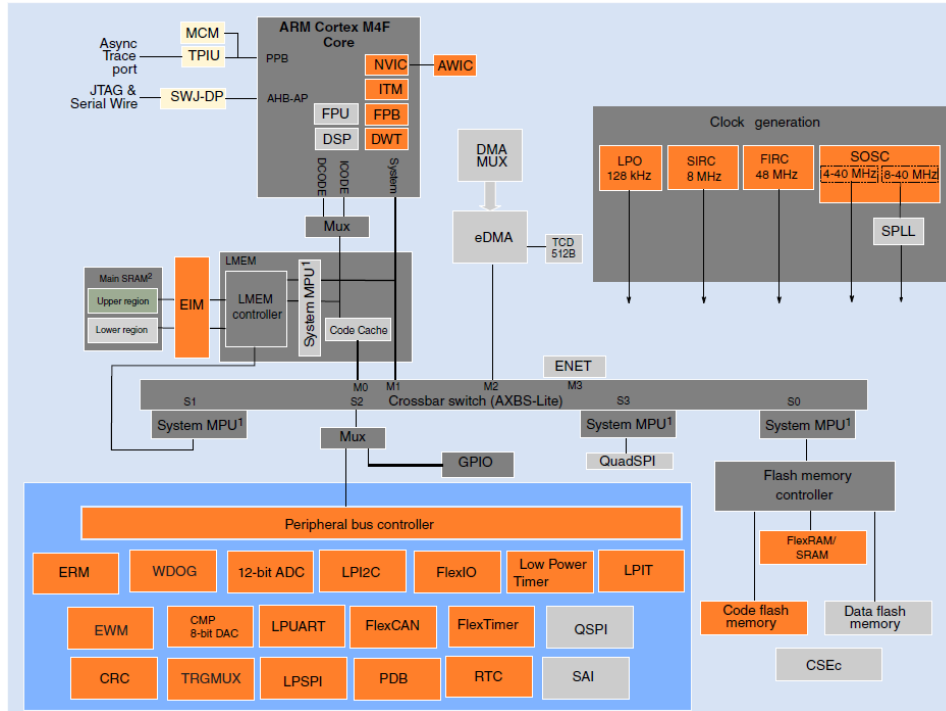 ARM Cortex M4F
Core
MCM
TPIU
Async
Trace
port
PPB
NVIC
AWIC
ITM
JTAG &
Serial Wire
SWJ-DP
AHB-AP
FPU
FPB
DSP
DWT
DCODE
ICODE
System
Mux
DMA
MUX
eDMA
TCD
512B
Clock generation
LPO
128 kHz
SIRC
8 MHz
FIRC
48 MHz
SOSC
4-40 MHz
8-40 MHz
SPLL
Main SRAM²
Upper region
Lower region
EIM
LMEM
LMEM
controller
System MPU¹
Code Cache
ENET
M0
M1
M2
M3
S1
S2
Crossbar switch (AXBS-Lite)
S3
S0
System MPU¹
System MPU¹
System MPU¹
Mux
GPIO
QuadSPI
Flash memory
controller
FlexRAM/
SRAM
Code flash
memory
Data flash
memory
CSEc
Peripheral bus controller
ERM
WDOG
12-bit ADC
LPI2C
FlexIO
Low Power
Timer
LPIT
EWM
CMP
8-bit DAC
LPUART
FlexCAN
FlexTimer
QSPI
CRC
TRGMUX
LPSPI
PDB
RTC
SAI